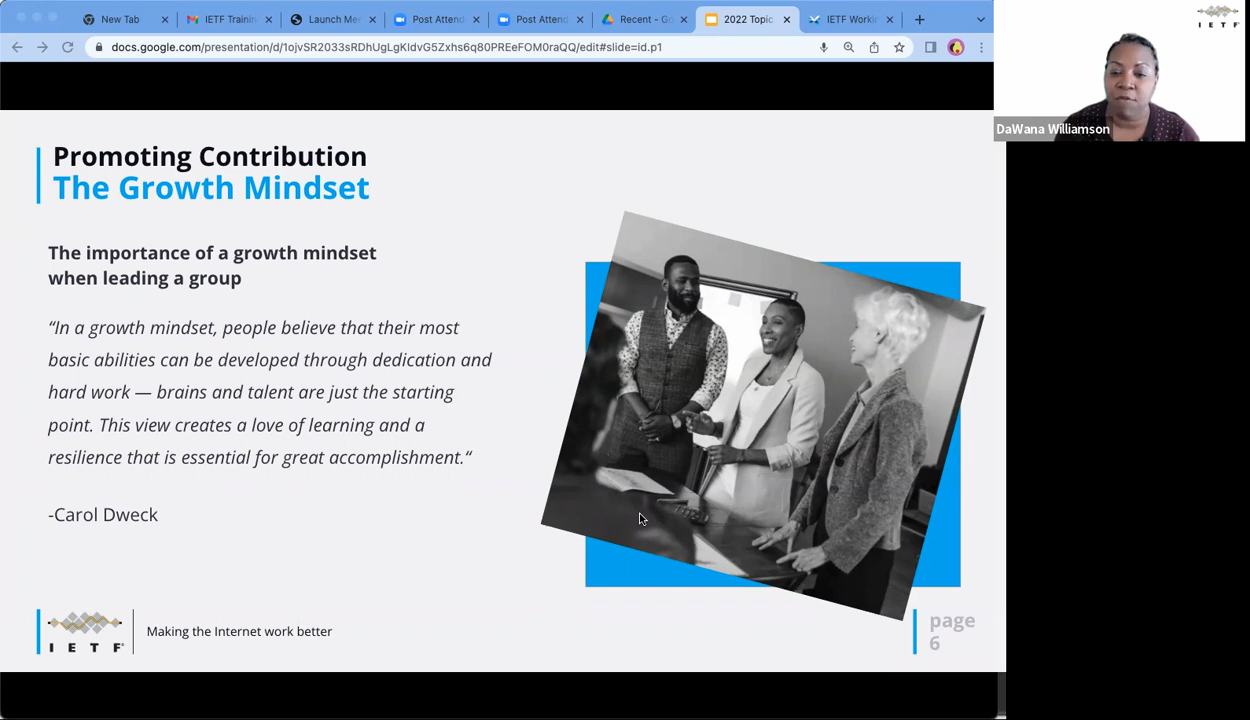 New Tab
IETF Trainin
Launch Mee
Post Attend
Post Attend
Recent - Go
2022 Topic
IETF Workin
docs.google.com/presentation/d/1ojvSR2033sRDhUgLgKIdvG5Zxhs6q80PREeFOM0raQQ/edit#slide=id.p1
IETF
DaWana Williamson
Promoting Contribution
The Growth Mindset
The importance of a growth mindset
when leading a group
“In a growth mindset, people believe that their most
basic abilities can be developed through dedication and
hard work — brains and talent are just the starting
point. This view creates a love of learning and a
resilience that is essential for great accomplishment.“
-Carol Dweck
IETF®
Making the Internet work better
page
6